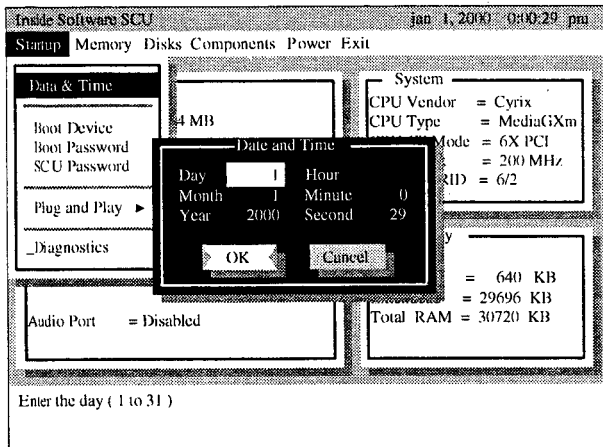 Inside Software SCU jan 1, 2000 0:00:29 pm
Startup Memory Disks Components Power Exit
Data & Time
Boot Device
Boot Password
SCU Password
Plug and Play ►
_Diagnostics
4 MB
Audio Port = Disabled
System
CPU Vendor = Cyrix
CPU Type = MediaGXm
Mode = 6X PCI
= 200 MHz
ID = 6/2
y
= 640 KB
= 29696 KB
Total RAM = 30720 KB
Date and Time
Day 1 Hour
Month 1 Minute 0
Year 2000 Second 29
OK Cancel
Enter the day ( 1 to 31 )